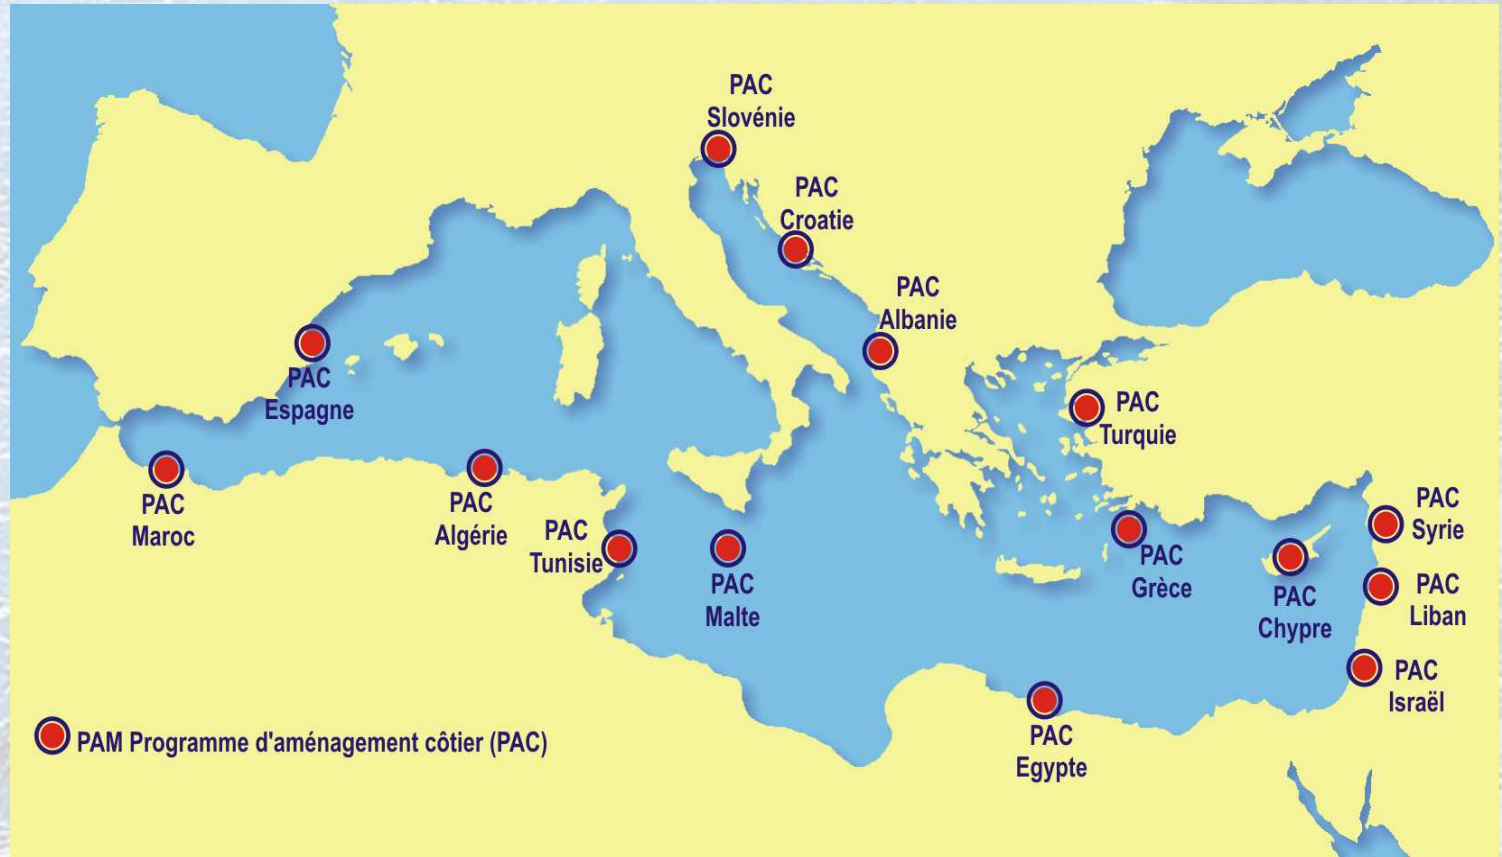 PAC
Slovénie
PAC
Croatie
PAC
Albanie
PAC
Espagne
PAC
Turquie
PAC
Maroc
PAC
Algérie
PAC
Tunisie
PAC
Malte
PAC
Grèce
PAC
Chypre
PAC
Syrie
PAC
Liban
PAC
Israël
PAC
Egypte
PAM Programme d'aménagement côtier (PAC)